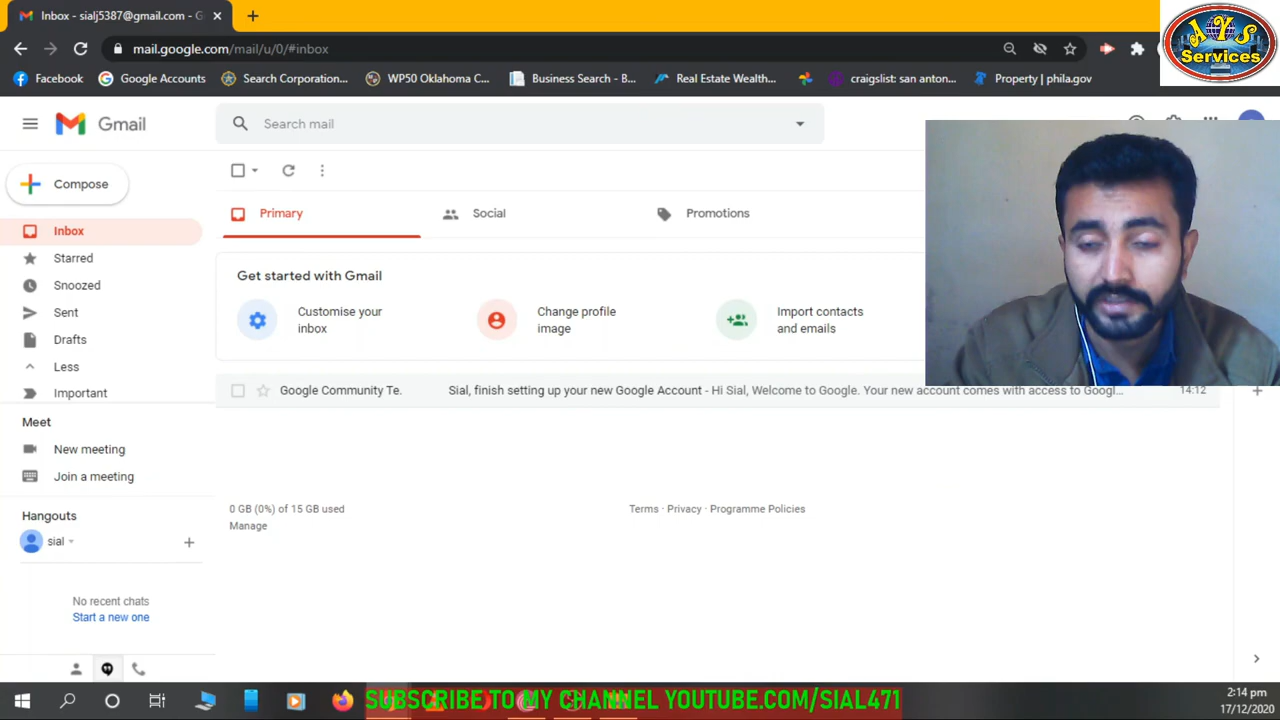 Inbox - sialj5387@gmail.com - G
mail.google.com/mail/u/0/#inbox
AYS
Services
Facebook
Google Accounts
Search Corporation...
WP50 Oklahoma C...
Business Search - B...
Real Estate Wealth...
craigslist: san anton...
Property | phila.gov
Gmail
Search mail
Compose
Primary
Social
Promotions
Inbox
Starred
Snoozed
Sent
Drafts
Less
Important
Get started with Gmail
Customise your
inbox
Change profile
image
Import contacts
and emails
Google Community Te.
Sial, finish setting up your new Google Account - Hi Sial, Welcome to Google. Your new account comes with access to Googl...
14:12
Meet
New meeting
Join a meeting
Hangouts
sial
No recent chats
Start a new one
0 GB (0%) of 15 GB used
Manage
Terms · Privacy · Programme Policies
SUBSCRIBE TO MY CHANNEL YOUTUBE.COM/SIAL471
2:14 pm
17/12/2020